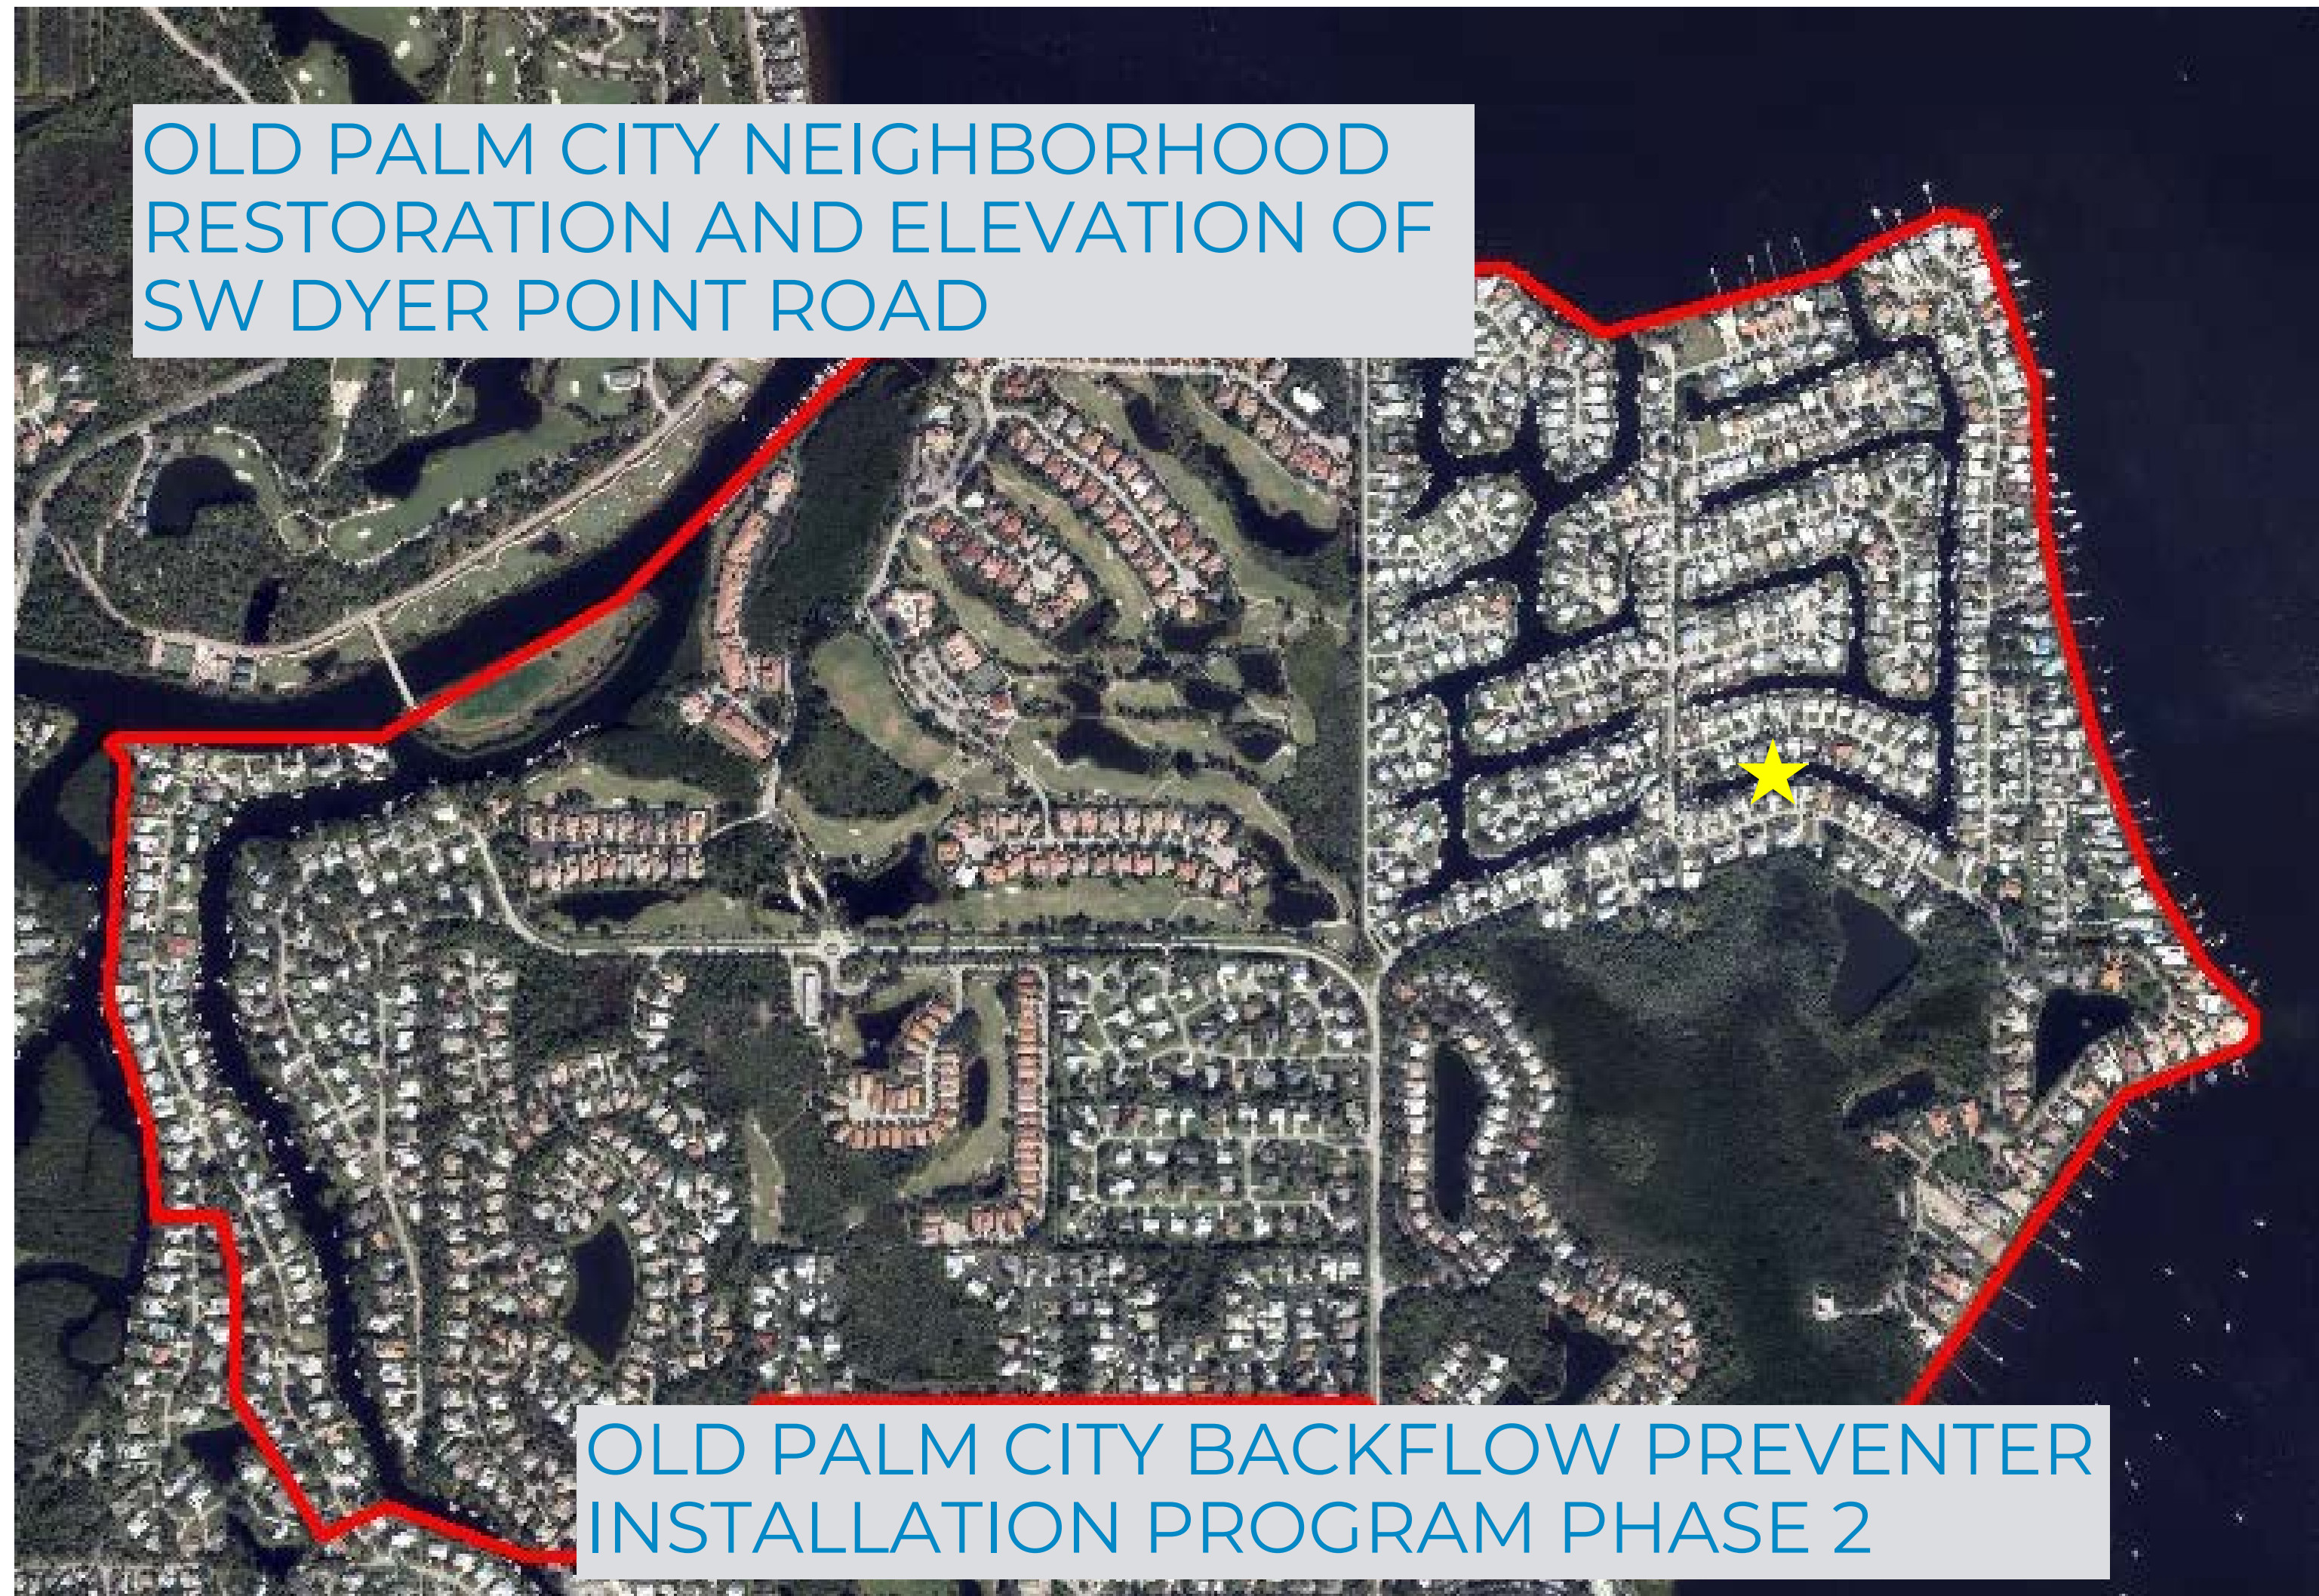 OLD PALM CITY NEIGHBORHOOD
RESTORATION AND ELEVATION OF
SW DYER POINT ROAD
OLD PALM CITY BACKFLOW PREVENTER
INSTALLATION PROGRAM PHASE 2